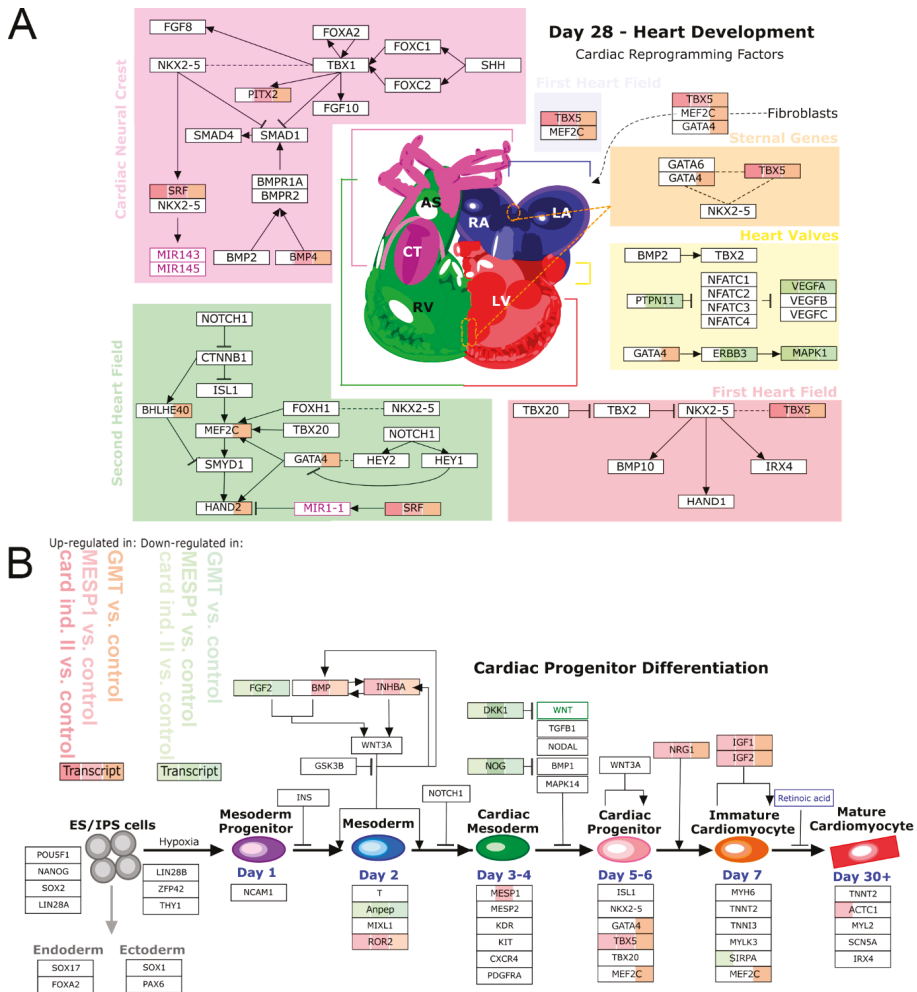 A
Day 28 - Heart Development
Cardiac Reprogramming Factors
Cardiac Neural Crest
FGF8
FOXA2
NKX2-5
TBX1
FOXC1
SHH
FOXC2
PITX2
FGF10
SMAD4
SMAD1
BMPR1A
BMPR2
SRF
NKX2-5
MIR143
MIR145
BMP2
BMP4
First Heart Field
TBX5
MEF2C
TBX5
MEF2C
GATA4
Fibroblasts
Sternal Genes
GATA6
GATA4
TBX5
NKX2-5
Heart Valves
BMP2
TBX2
PTPN11
NFATC1
NFATC2
NFATC3
NFATC4
VEGFA
VEGFB
VEGFC
GATA4
ERBB3
MAPK1
AS
RA
LA
CT
RV
LV
Second Heart Field
NOTCH1
CTNNB1
ISL1
BHLHE40
FOXH1
NKX2-5
MEF2C
TBX20
NOTCH1
SMYD1
GATA4
HEY2
HEY1
HAND2
MIR1-1
SRF
First Heart Field
TBX20
TBX2
NKX2-5
TBX5
BMP10
IRX4
HAND1
B
Up-regulated in: Down-regulated in:
card ind. II vs. control
MESP1 vs. control
GMT vs. control
card ind. II vs. control
MESP1 vs. control
GMT vs. control
Transcript
Transcript
Cardiac Progenitor Differentiation
FGF2
BMP
INHBA
WNT3A
GSK3B
DKK1
WNT
TGFB1
NODAL
NOG
BMP1
MAPK14
INS
NOTCH1
WNT3A
NRG1
IGF1
IGF2
Retinoic acid
ES/IPS cells
POU5F1
NANOG
SOX2
LIN28A
Hypoxia
LIN28B
ZFP42
THY1
Endoderm
SOX17
FOXA2
Ectoderm
SOX1
PAX6
Mesoderm
Progenitor
Day 1
NCAM1
Mesoderm
Day 2
T
Anpep
MIXL1
ROR2
Cardiac
Mesoderm
Day 3-4
MESP1
MESP2
KDR
KIT
CXCR4
PDGFRA
Cardiac
Progenitor
Day 5-6
ISL1
NKX2-5
GATA4
TBX5
TBX20
MEF2C
Immature
Cardiomyocyte
Day 7
MYH6
TNNT2
TNNI3
MYLK3
SIRPA
MEF2C
Mature
Cardiomyocyte
Day 30+
TNNT2
ACTC1
MYL2
SCN5A
IRX4